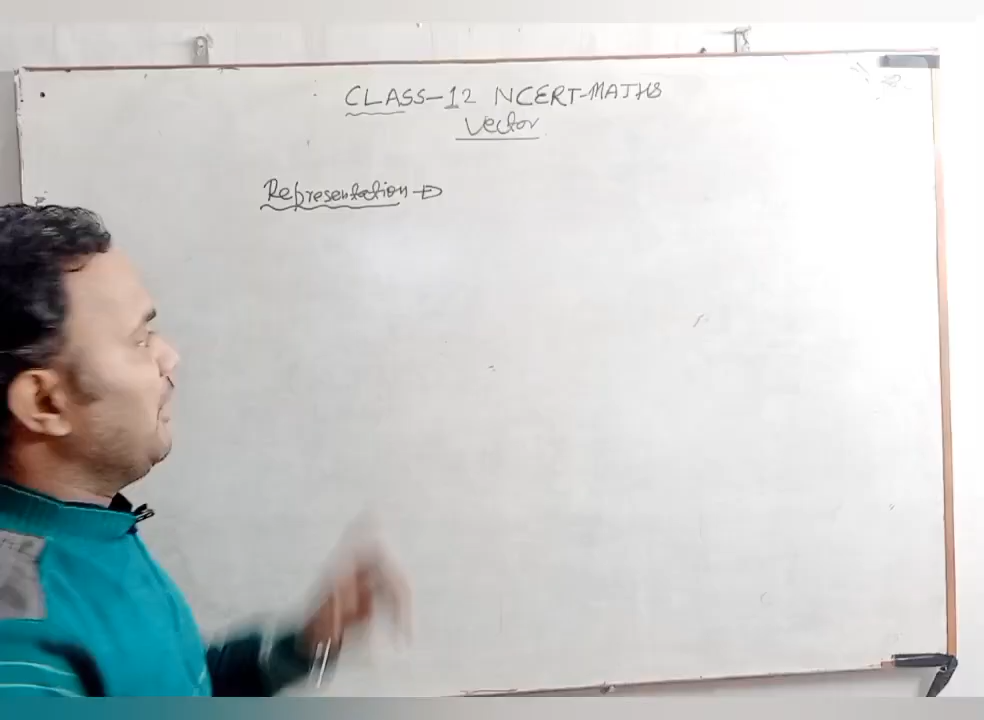 CLASS-12 NCERT-MATHS
Vector
Representation →